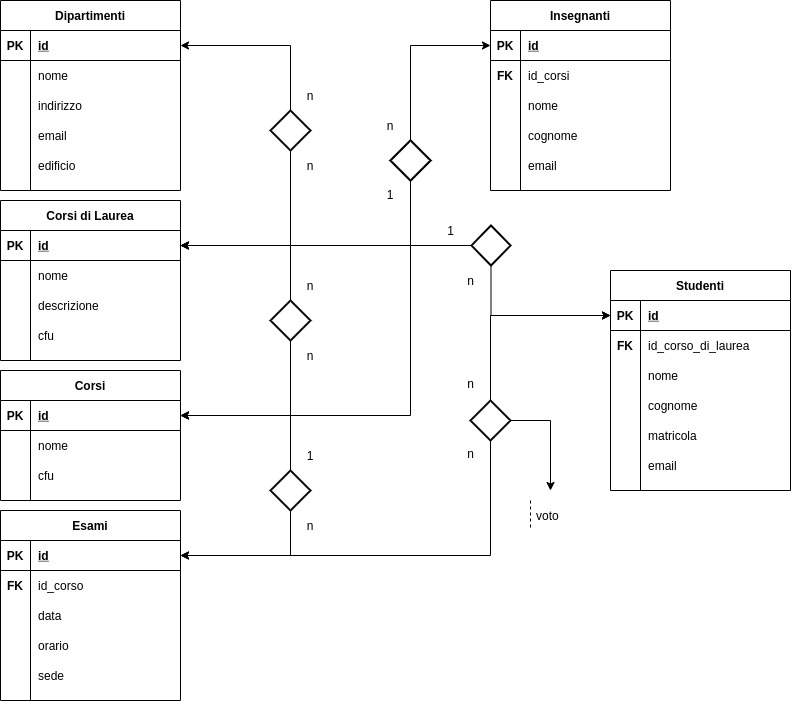 Dipartimenti
PK id
nome
indirizzo
email
edificio
Corsi di Laurea
PK id
nome
descrizione
cfu
Corsi
PK id
nome
cfu
Esami
PK id
FK id_corso
data
orario
sede
n
n
n
n
1
n
n
1
1
n
n
n
voto
Insegnanti
PK id
FK id_corsi
nome
cognome
email
Studenti
PK id
FK id_corso_di_laurea
nome
cognome
matricola
email